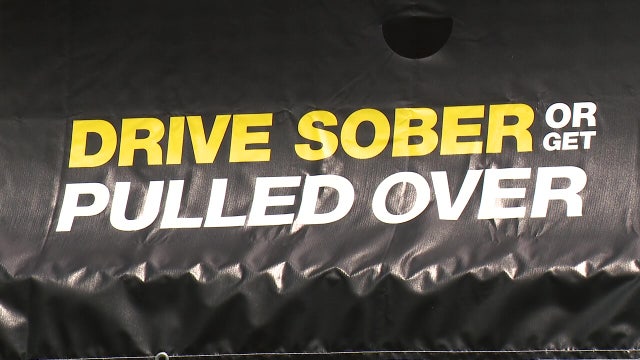 DRIVE SOBER OR GET
PULLED OVER